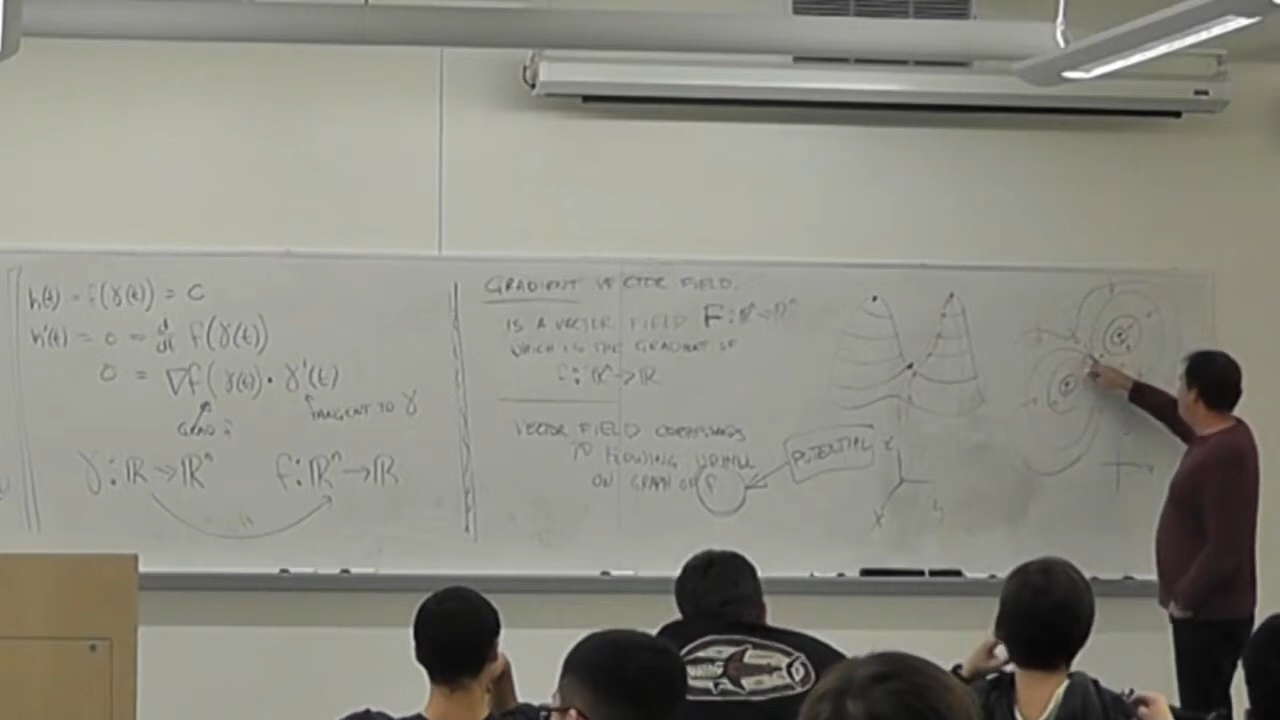 h(t) = f(γ(t)) = C
h'(t) = 0 = d/dt f(γ(t))
0 = ∇f(γ(t)) · γ'(t)
GRAD f
TANGENT TO γ
γ: ℝ → ℝⁿ
f: ℝⁿ → ℝ
GRADIENT VECTOR FIELD.
IS A VECTOR FIELD F: ℝⁿ → ℝⁿ
WHICH IS THE GRADIENT OF
f: ℝⁿ → ℝ
VECTOR FIELD CORRESPONDS
TO FLOWING UPHILL
ON GRAPH OF f
POTENTIAL
Z
X
y